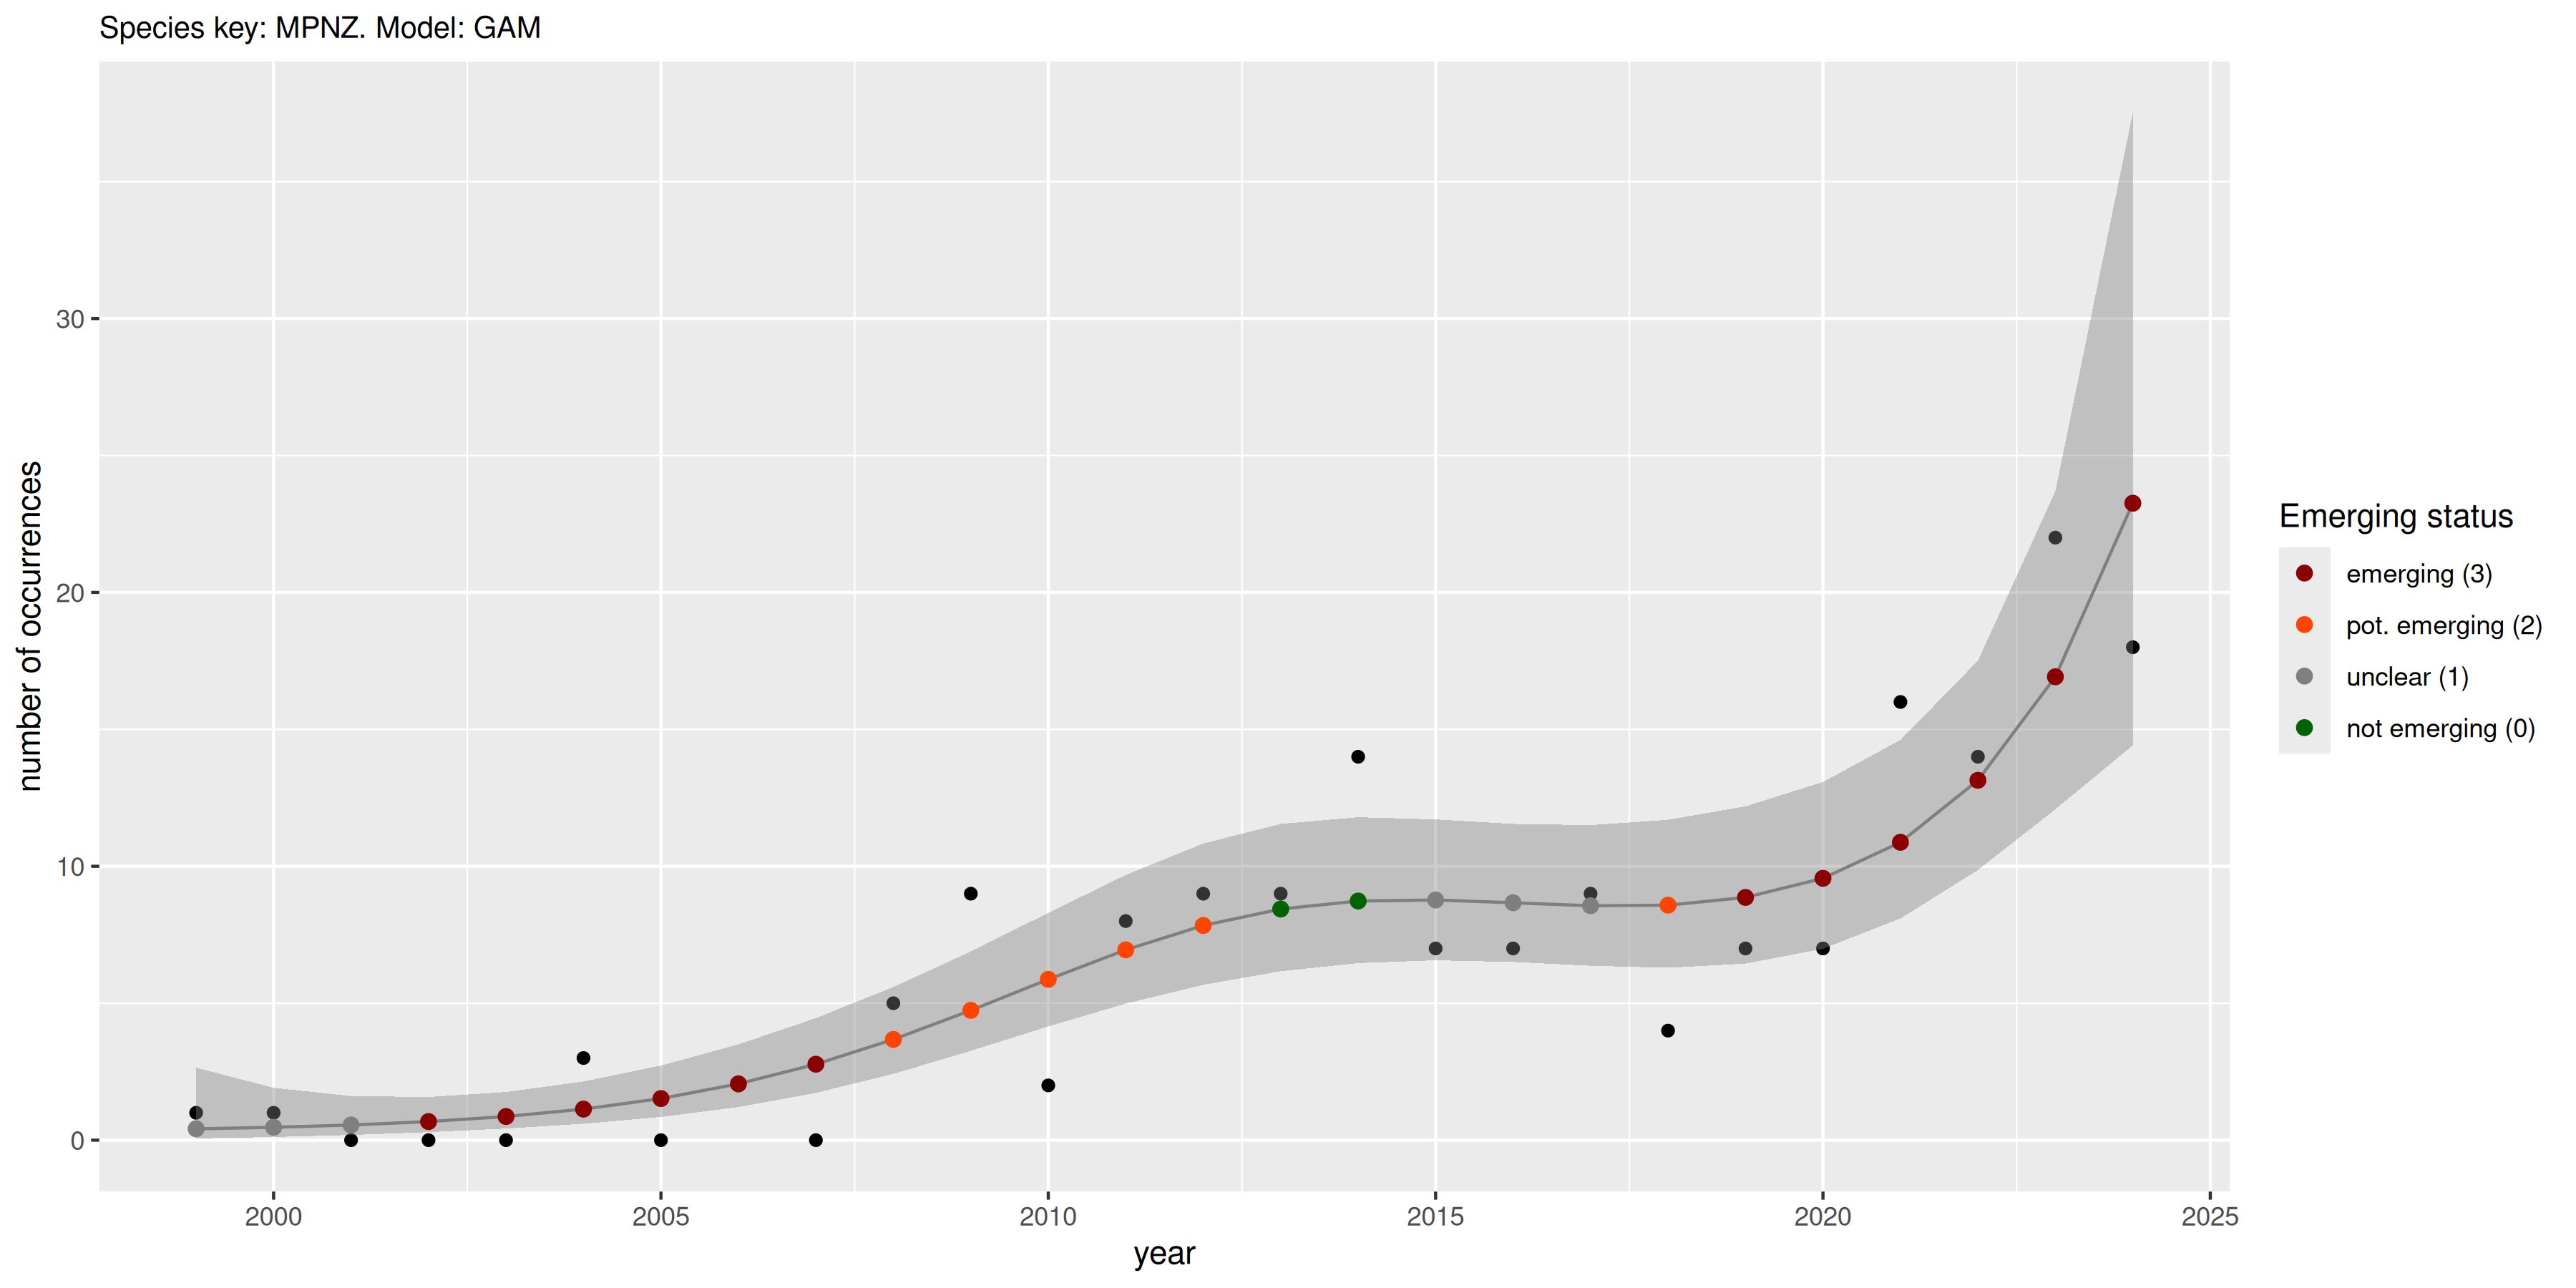 Species key: MPNZ. Model: GAM
number of occurrences
30
20
10
0
2000 2005 2010 2015 2020 2025
year
Emerging status
emerging (3)
pot. emerging (2)
unclear (1)
not emerging (0)